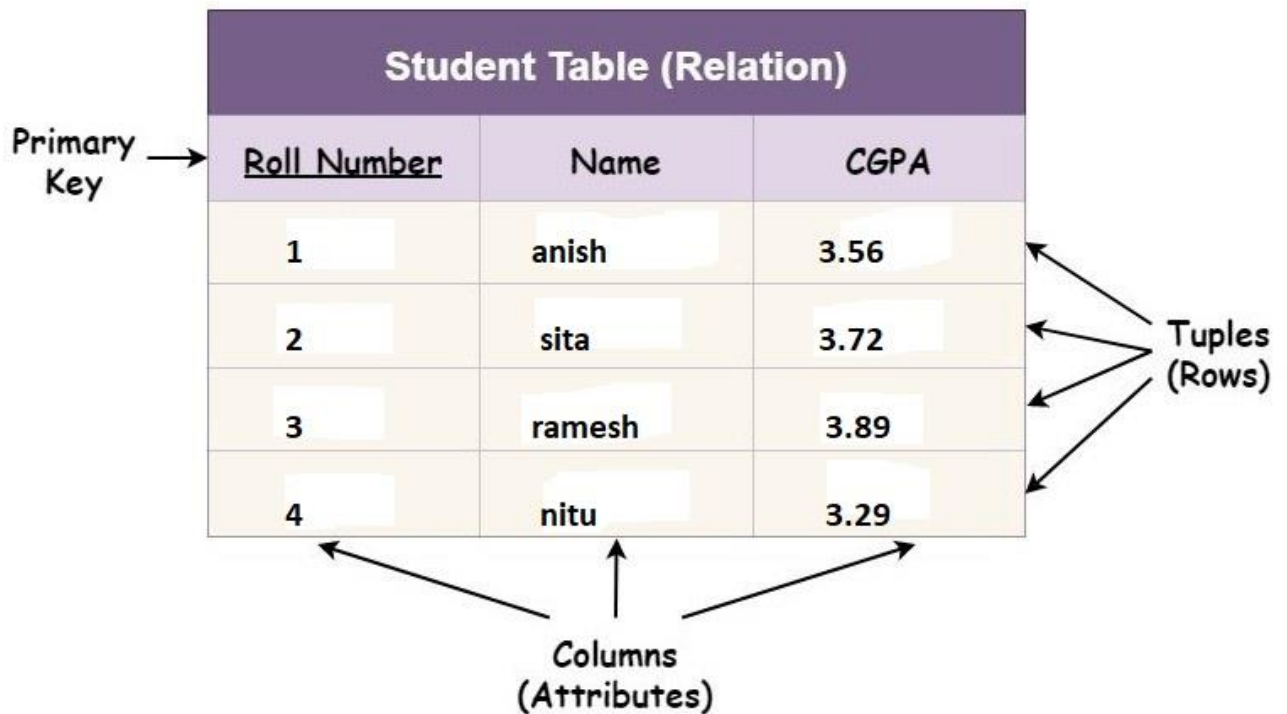 Student Table (Relation)
Primary
Key
Roll Number Name CGPA
1 anish 3.56
2 sita 3.72
3 ramesh 3.89
4 nitu 3.29
Tuples
(Rows)
Columns
(Attributes)